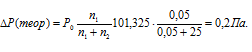 ΔP(теор) = P₀ n₁/(n₁ + n₂) 101,325 · 0,05/(0,05 + 25) = 0,2 Па.